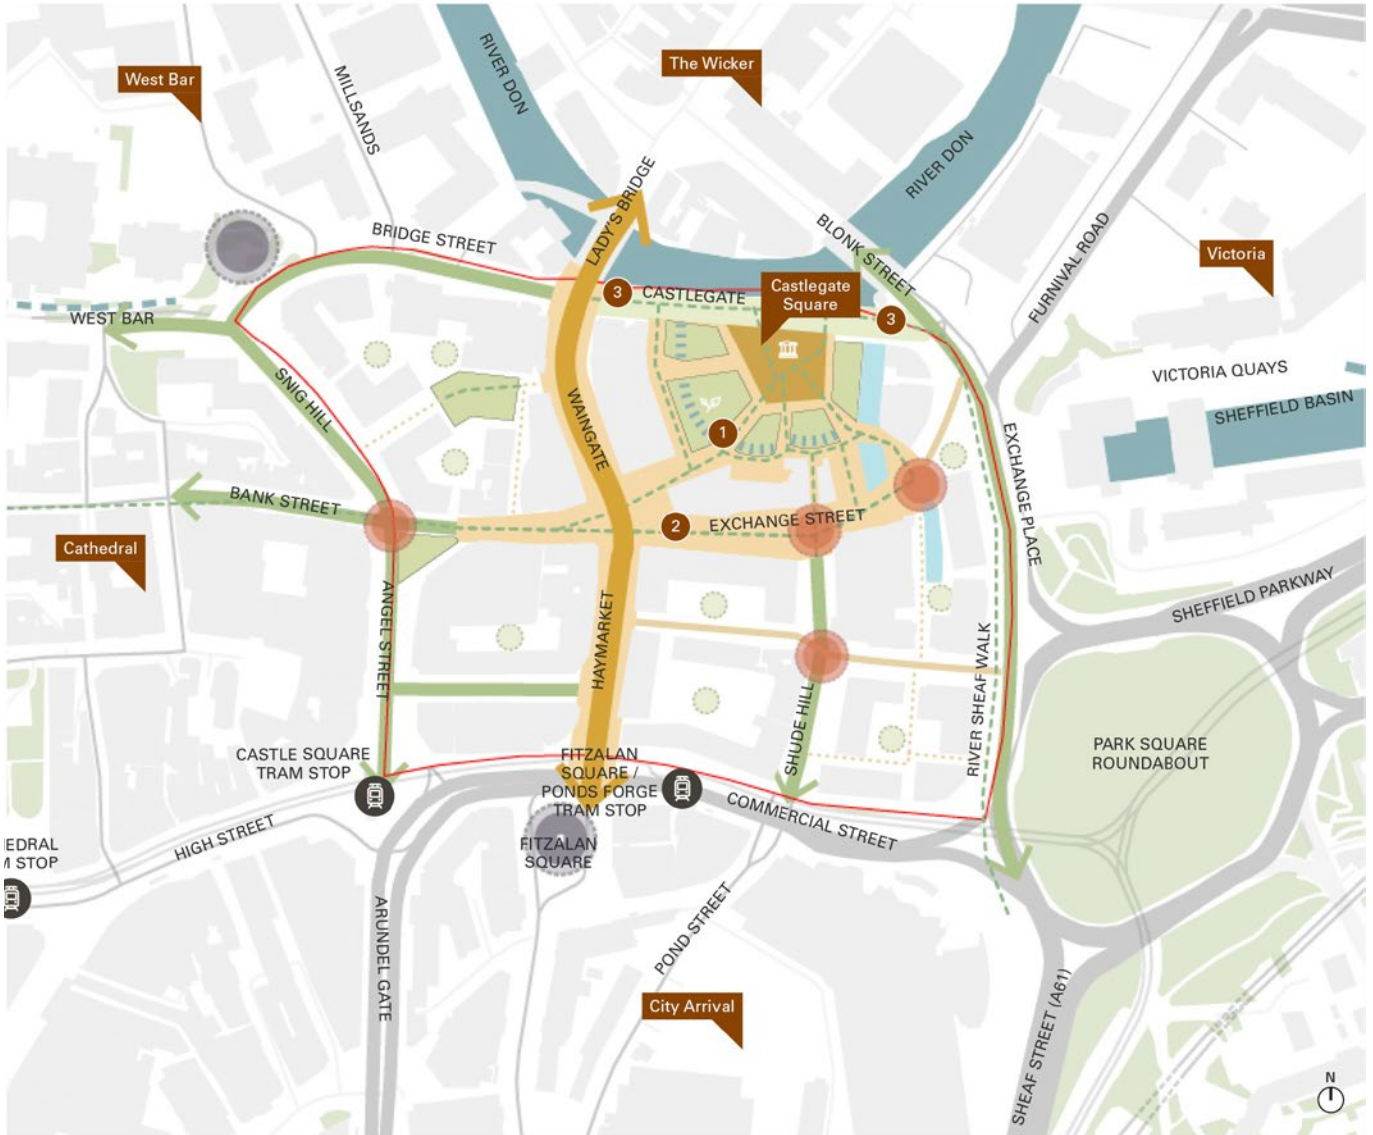 RIVER DON
The Wicker
West Bar
MILLSANDS
RIVER DON
LADY'S BRIDGE
BLONK STREET
FURNIVAL ROAD
BRIDGE STREET
Victoria
Castlegate
Square
3
CASTLEGATE
3
WEST BAR
VICTORIA QUAYS
SHEFFIELD BASIN
SNIG HILL
WAINGATE
1
EXCHANGE PLACE
BANK STREET
2
EXCHANGE STREET
Cathedral
SHEFFIELD PARKWAY
ANGEL STREET
HAYMARKET
RIVER SHEAF WALK
SHUDE HILL
PARK SQUARE
ROUNDABOUT
CASTLE SQUARE
TRAM STOP
FITZALAN
SQUARE /
PONDS FORGE
TRAM STOP
COMMERCIAL STREET
HIGH STREET
FITZALAN
SQUARE
EDRAL
M STOP
ARUNDEL GATE
POND STREET
City Arrival
SHEAF STREET (A61)
N